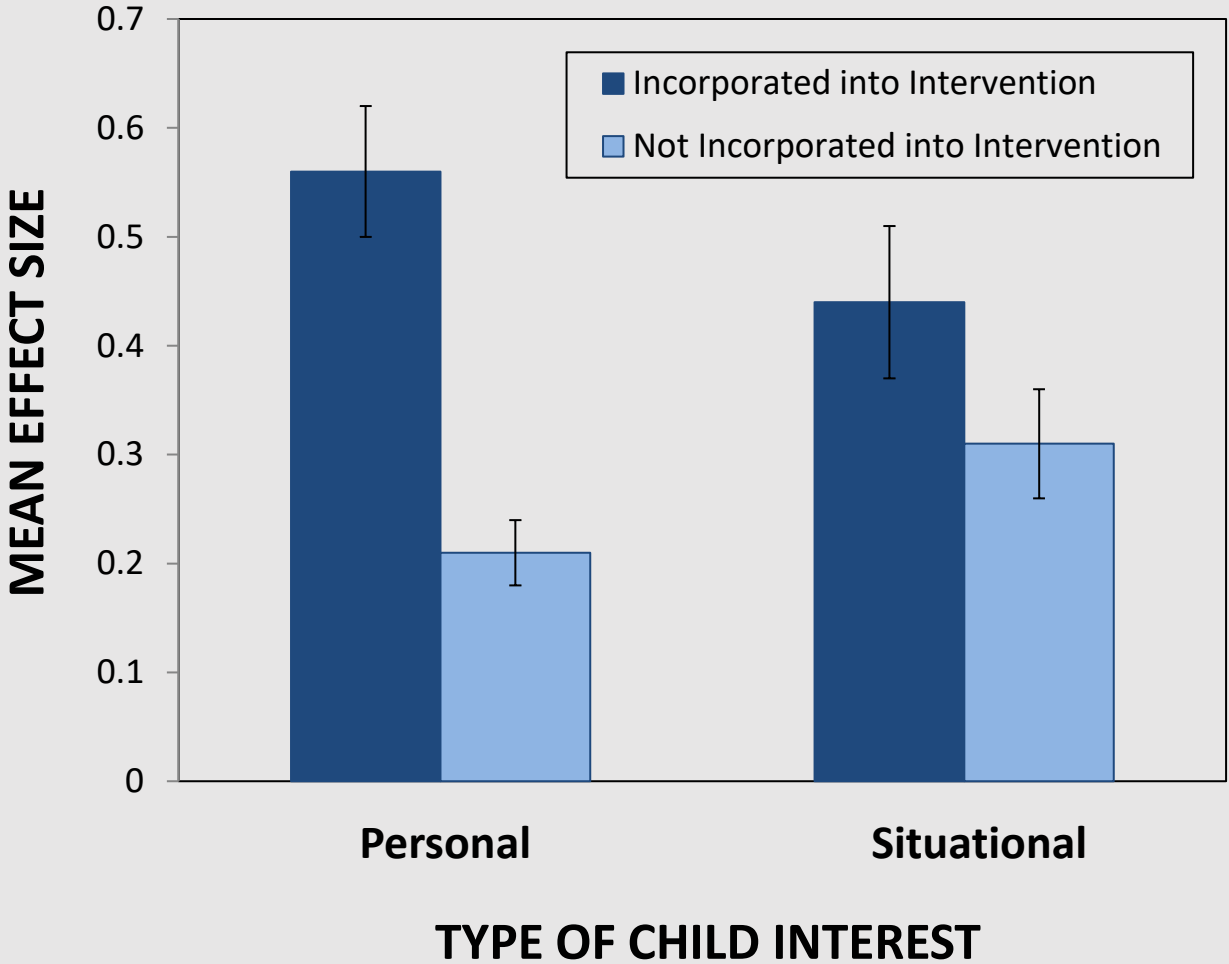 MEAN EFFECT SIZE
0.7
0.6
0.5
0.4
0.3
0.2
0.1
0
Incorporated into Intervention
Not Incorporated into Intervention
Personal
Situational
TYPE OF CHILD INTEREST